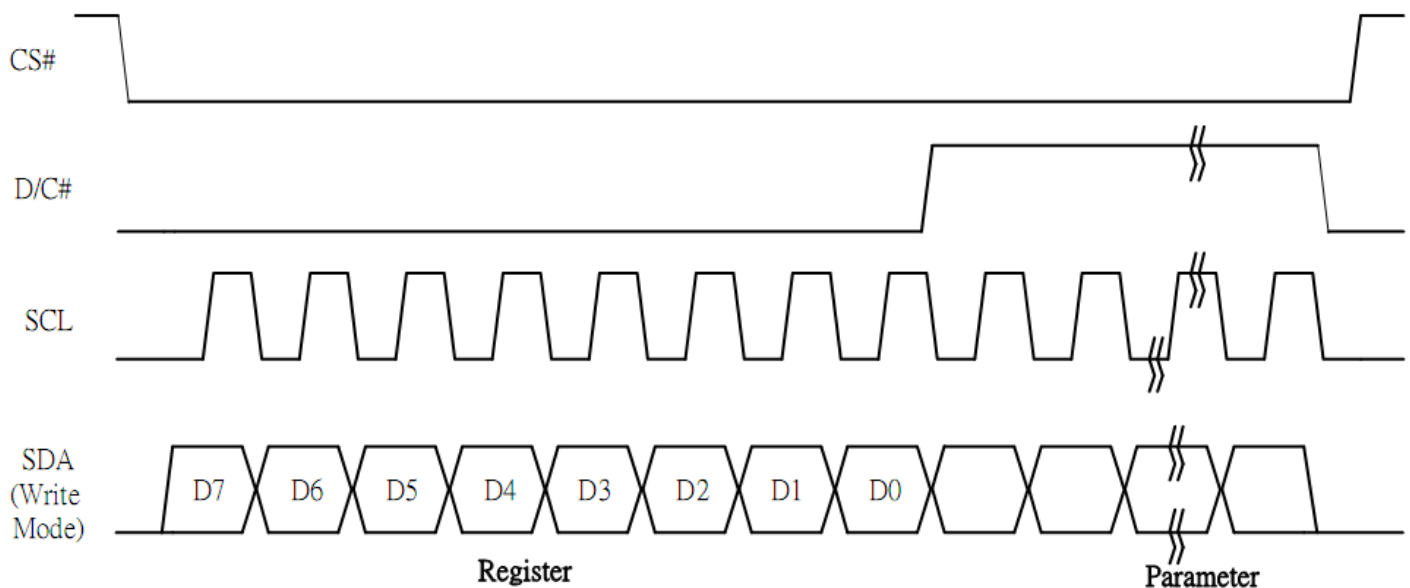 CS#
D/C#
SCL
SDA
(Write
Mode)
D7 D6 D5 D4 D3 D2 D1 D0
Register
Parameter